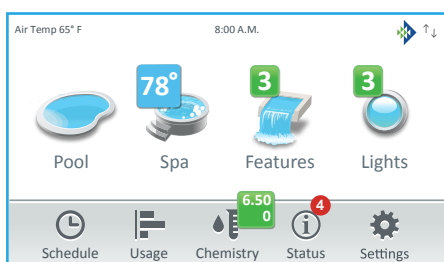 Air Temp 65° F
8:00 A.M.
78°
3
3
Pool
Spa
Features
Lights
6.50
0
4
Schedule
Usage
Chemistry
Status
Settings